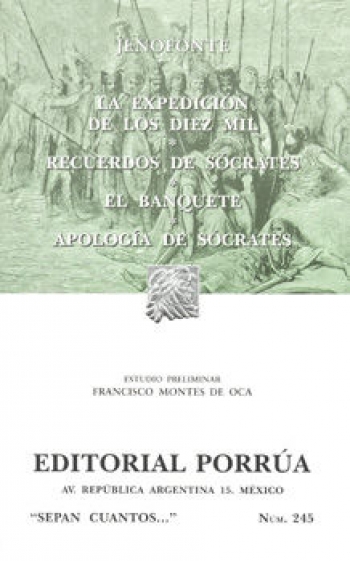 JENOFONTE
LA EXPEDICIÓN
DE LOS DIEZ MIL
*
RECUERDOS DE SÓCRATES
*
EL BANQUETE
*
APOLOGÍA DE SÓCRATES
ESTUDIO PRELIMINAR
FRANCISCO MONTES DE OCA
EDITORIAL PORRÚA
AV. REPÚBLICA ARGENTINA 15. MÉXICO
"SEPAN CUANTOS..." NÚM. 245